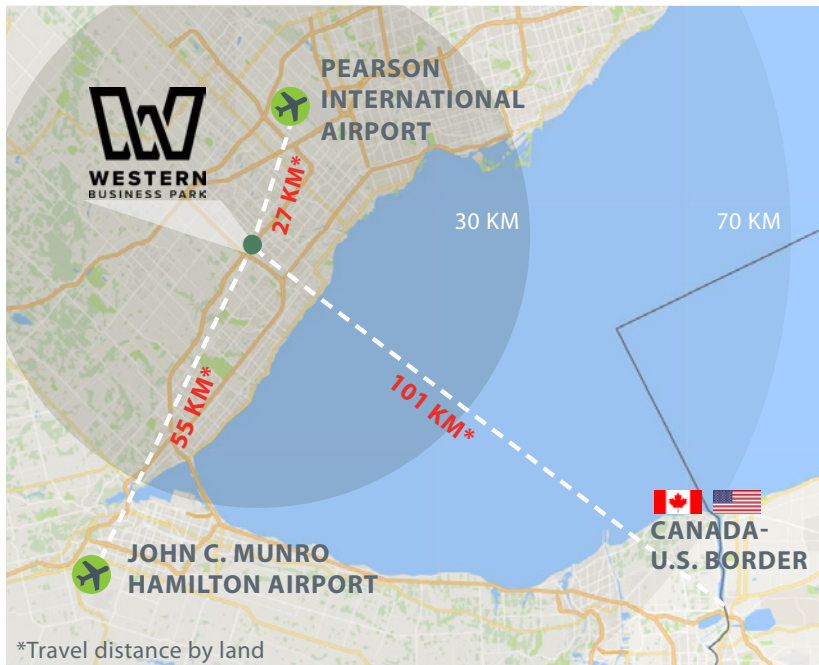 PEARSON
INTERNATIONAL
AIRPORT
WESTERN
BUSINESS PARK
27 KM*
30 KM
70 KM
55 KM*
101 KM*
CANADA-
U.S. BORDER
JOHN C. MUNRO
HAMILTON AIRPORT
*Travel distance by land